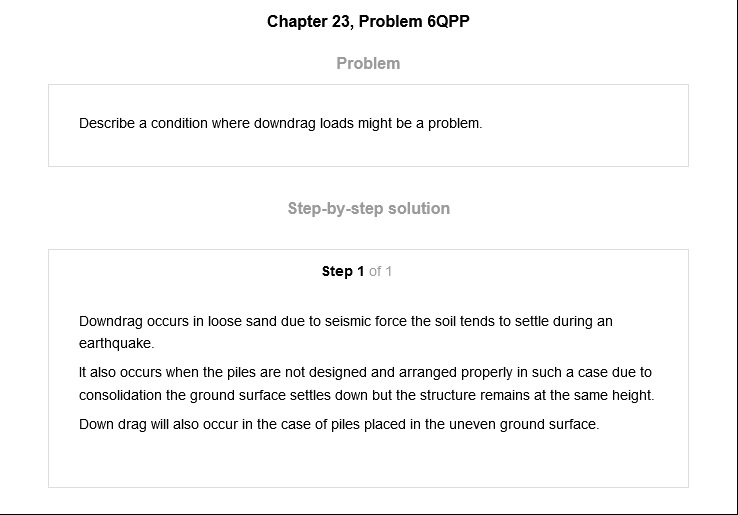 Chapter 23, Problem 6QPP
Problem
Describe a condition where downdrag loads might be a problem.
Step-by-step solution
Step 1 of 1
Downdrag occurs in loose sand due to seismic force the soil tends to settle during an
earthquake.
It also occurs when the piles are not designed and arranged properly in such a case due to
consolidation the ground surface settles down but the structure remains at the same height.
Down drag will also occur in the case of piles placed in the uneven ground surface.